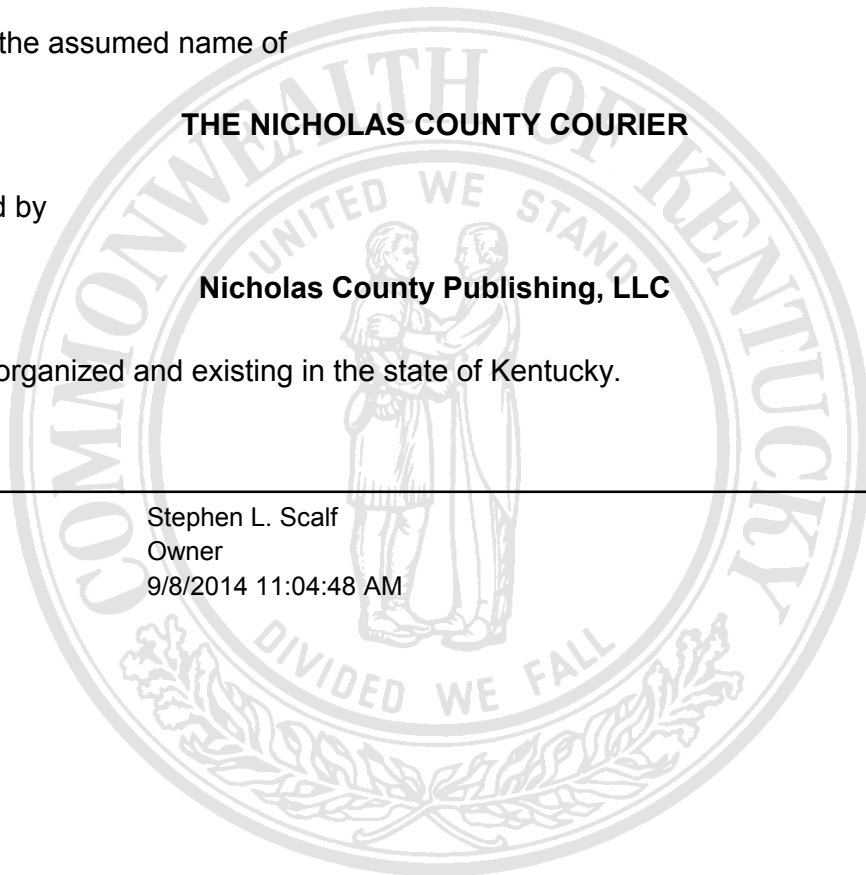 the assumed name of
THE NICHOLAS COUNTY COURIER
d by
Nicholas County Publishing, LLC
organized and existing in the state of Kentucky.
Stephen L. Scalf
Owner
9/8/2014 11:04:48 AM
COMMONWEALTH OF KENTUCKY
UNITED WE STAND
DIVIDED WE FALL